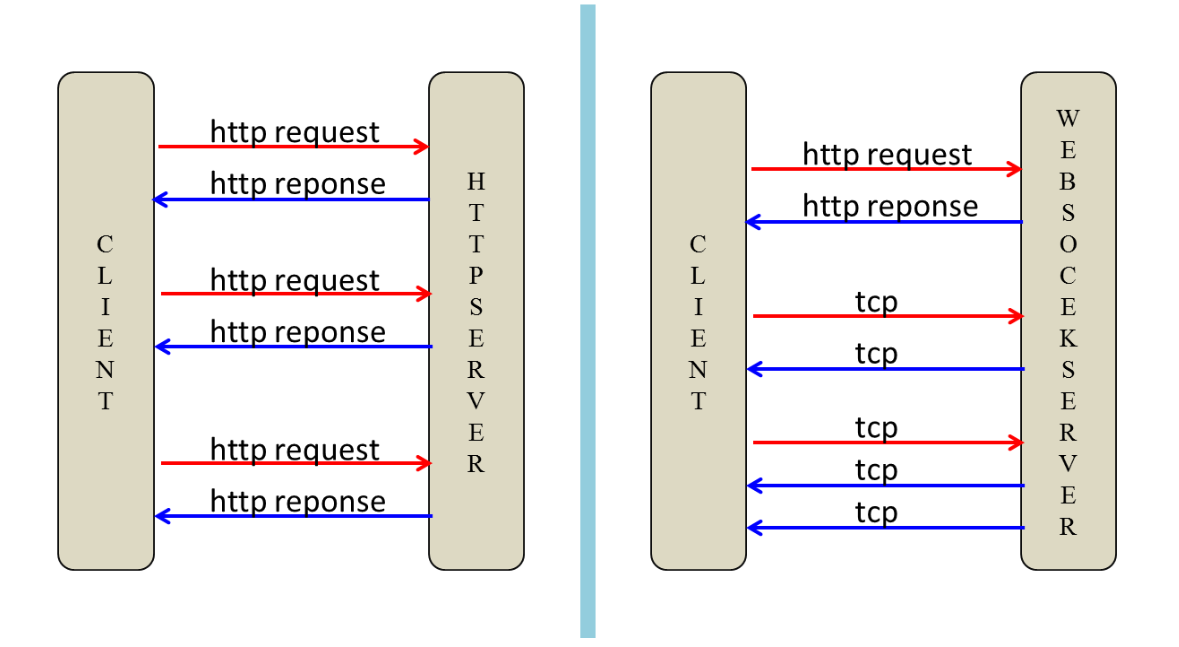 CLIENT
http request
http reponse
http request
http reponse
http request
http reponse
HTTPSERVER
CLIENT
http request
http reponse
tcp
tcp
tcp
tcp
tcp
WEBSOCEKSERVER